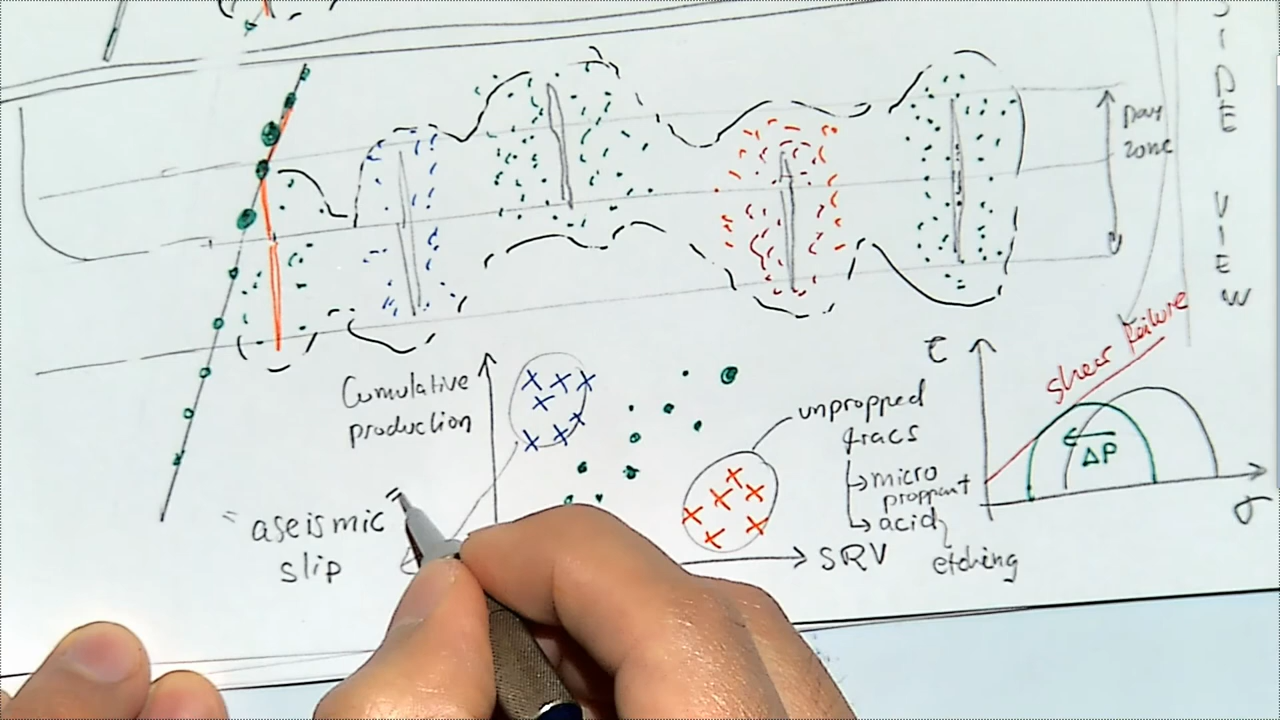 SIDE VIEW
Pay
zone
Cumulative
production
unpropped
fracs
micro
proppant
acid
etching
SRV
"aseismic"
slip
τ
shear failure
ΔP
σ